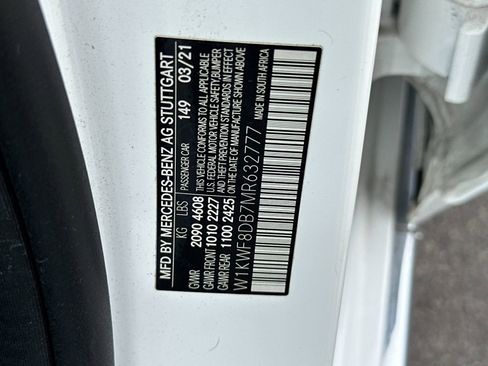 MFD BY MERCEDES-BENZ AG STUTTGART
KG LBS PASSENGER CAR 149 03/21
GVWR 2090 4608
GAWR FRONT 1010 2227
GAWR REAR 1100 2425
THIS VEHICLE CONFORMS TO ALL APPLICABLE
U.S. FEDERAL MOTOR VEHICLE SAFETY, BUMPER
AND THEFT PREVENTION STANDARDS IN EFFECT
ON THE DATE OF MANUFACTURE SHOWN ABOVE
W1KWF8DB7MR632777
MADE IN SOUTH AFRICA